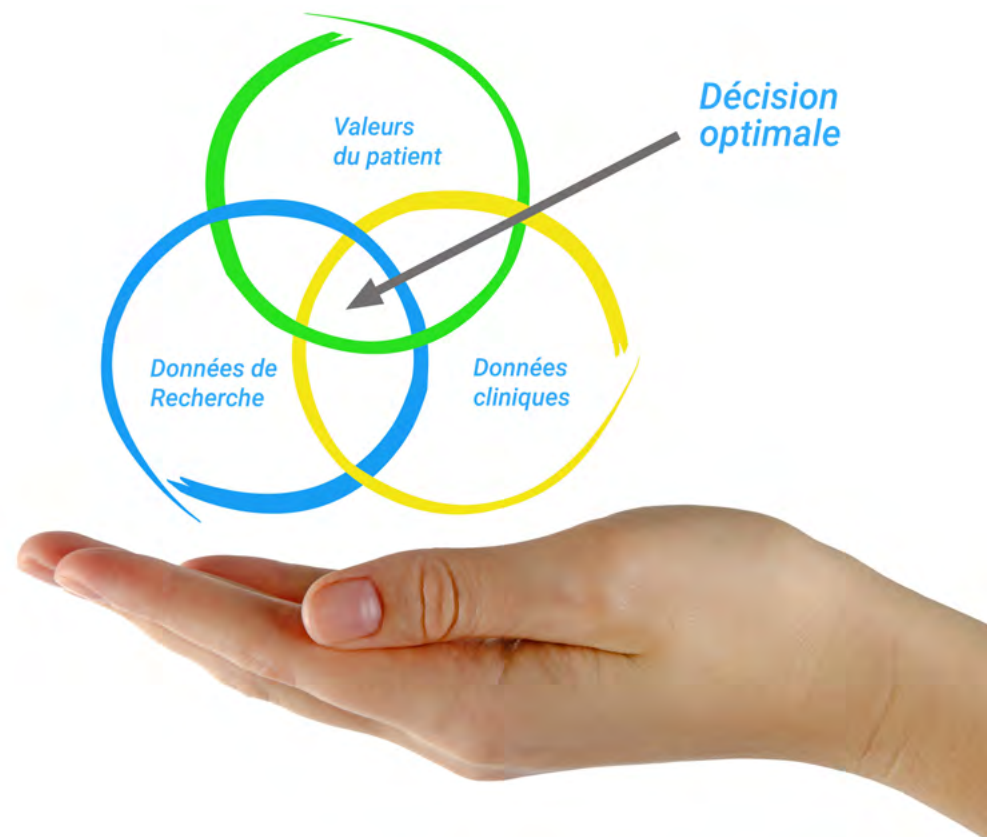 Valeurs
du patient
Décision
optimale
Données de
Recherche
Données
cliniques